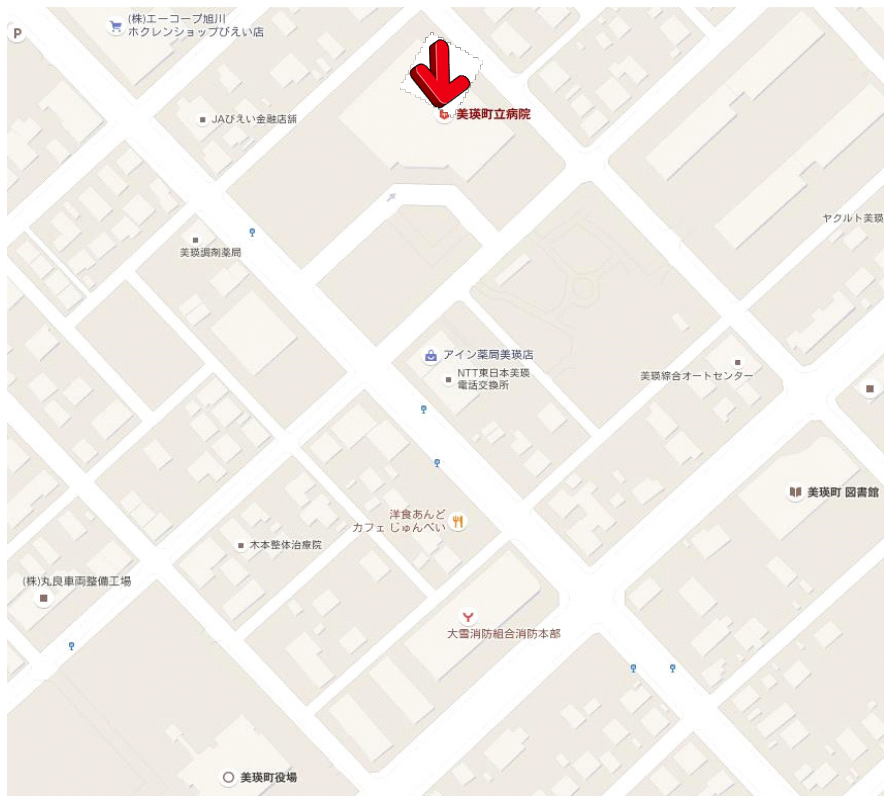 (株)エーコープ旭川
ホクレンショップびえい店
P
JAびえい金融店舗
美瑛町立病院
ヤクルト美瑛
美瑛調剤薬局
アイン薬局美瑛店
NTT東日本美瑛
電話交換所
美瑛綜合オートセンター
美瑛町 図書館
洋食あんど
カフェ じゅんぺい
木本整体治療院
(株)丸良車両整備工場
大雪消防組合消防本部
美瑛町役場